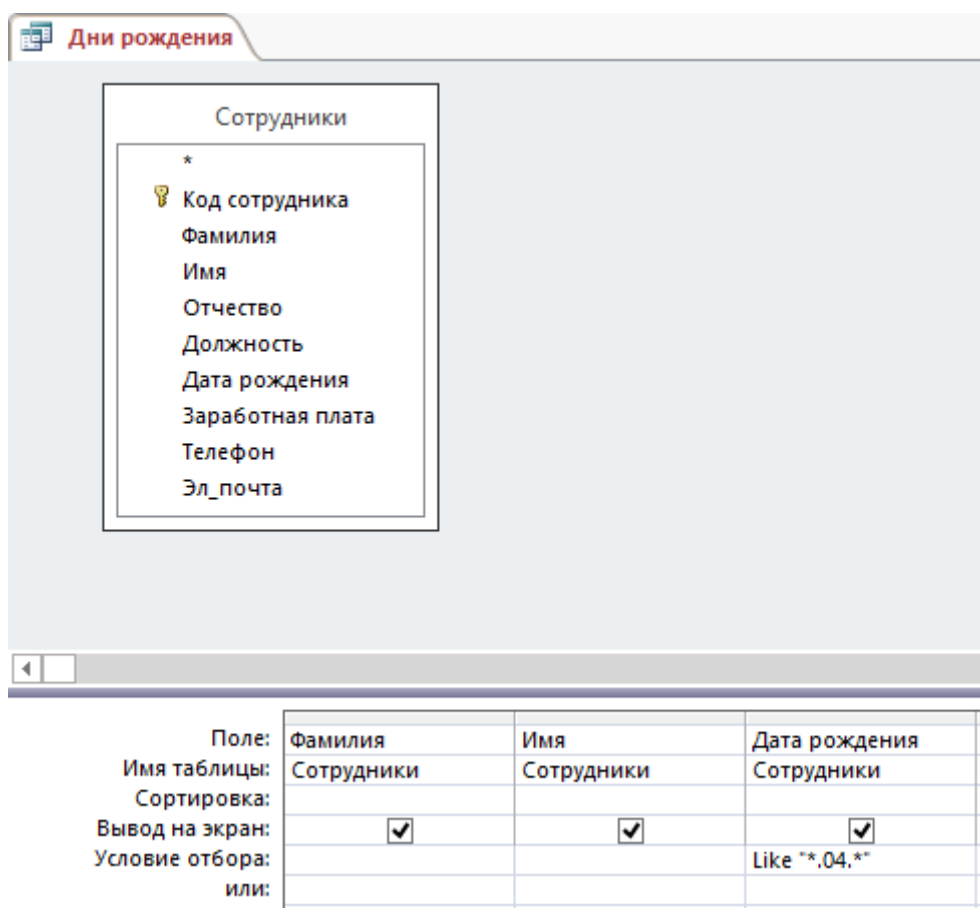 Дни рождения
Сотрудники
*
Код сотрудника
Фамилия
Имя
Отчество
Должность
Дата рождения
Заработная плата
Телефон
Эл_почта
Поле: Фамилия Имя Дата рождения
Имя таблицы: Сотрудники Сотрудники Сотрудники
Сортировка:
Вывод на экран:
Условие отбора: Like "*.04.*"
или: